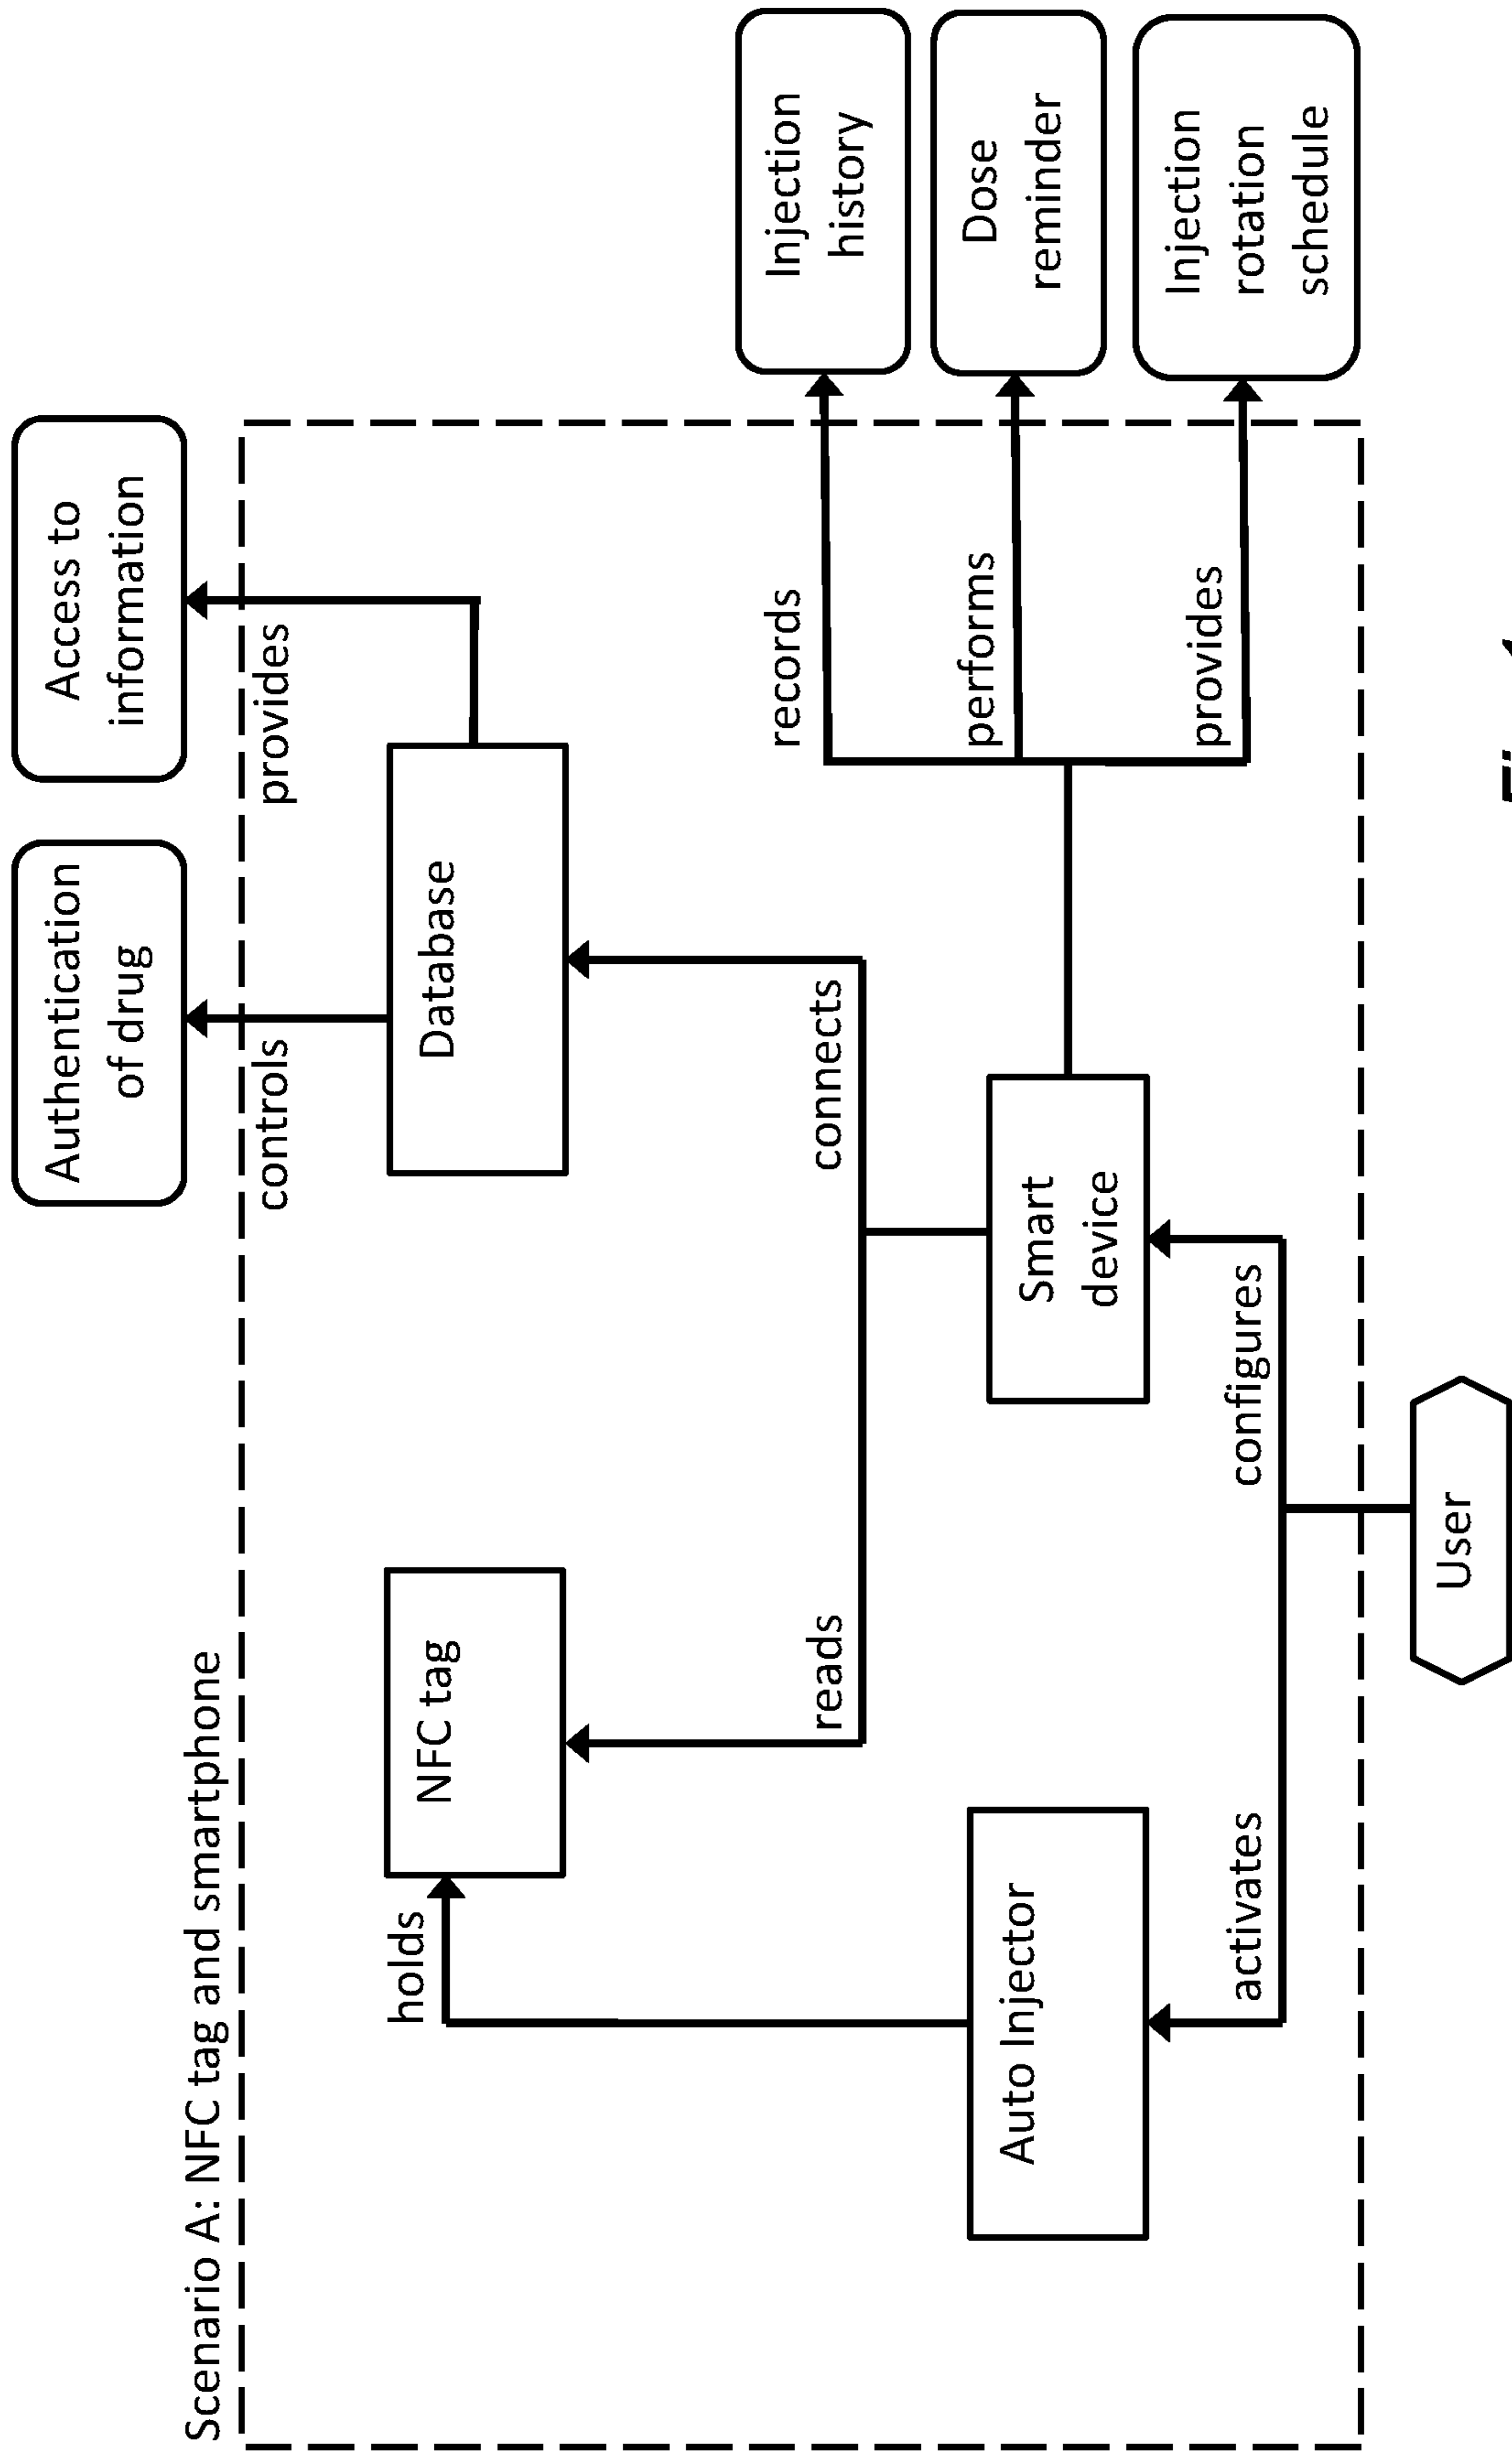 Authentication
of drug
Access to
information
Scenario A: NFC tag and smartphone
controls
provides
holds
NFC tag
Database
records
Injection
history
reads
connects
performs
Dose
reminder
Auto Injector
Smart
device
provides
Injection
rotation
schedule
activates
configures
User